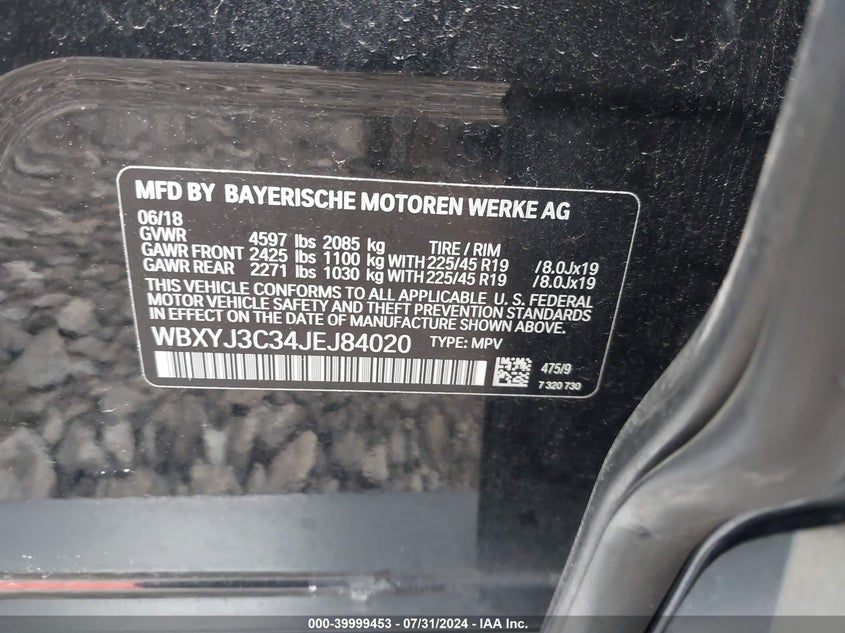 MFD BY BAYERISCHE MOTOREN WERKE AG
06/18
GVWR 4597 lbs 2085 kg TIRE / RIM
GAWR FRONT 2425 lbs 1100 kg WITH 225/45 R19 /8.0Jx19
GAWR REAR 2271 lbs 1030 kg WITH 225/45 R19 /8.0Jx19
THIS VEHICLE CONFORMS TO ALL APPLICABLE U. S. FEDERAL
MOTOR VEHICLE SAFETY AND THEFT PREVENTION STANDARDS
IN EFFECT ON THE DATE OF MANUFACTURE SHOWN ABOVE.
WBXYJ3C34JEJ84020 TYPE: MPV
475/9
7 320 730
000-39999453 - 07/31/2024 - IAA Inc.